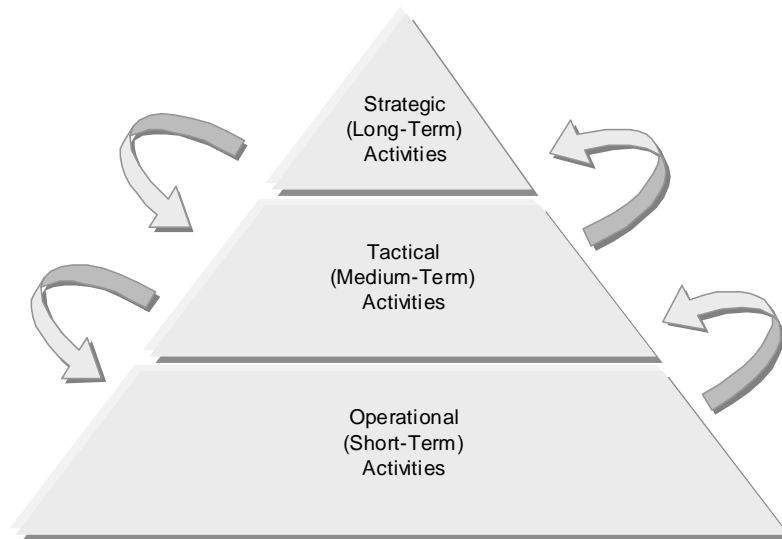 Strategic
(Long-Term)
Activities
Tactical
(Medium-Term)
Activities
Operational
(Short-Term)
Activities